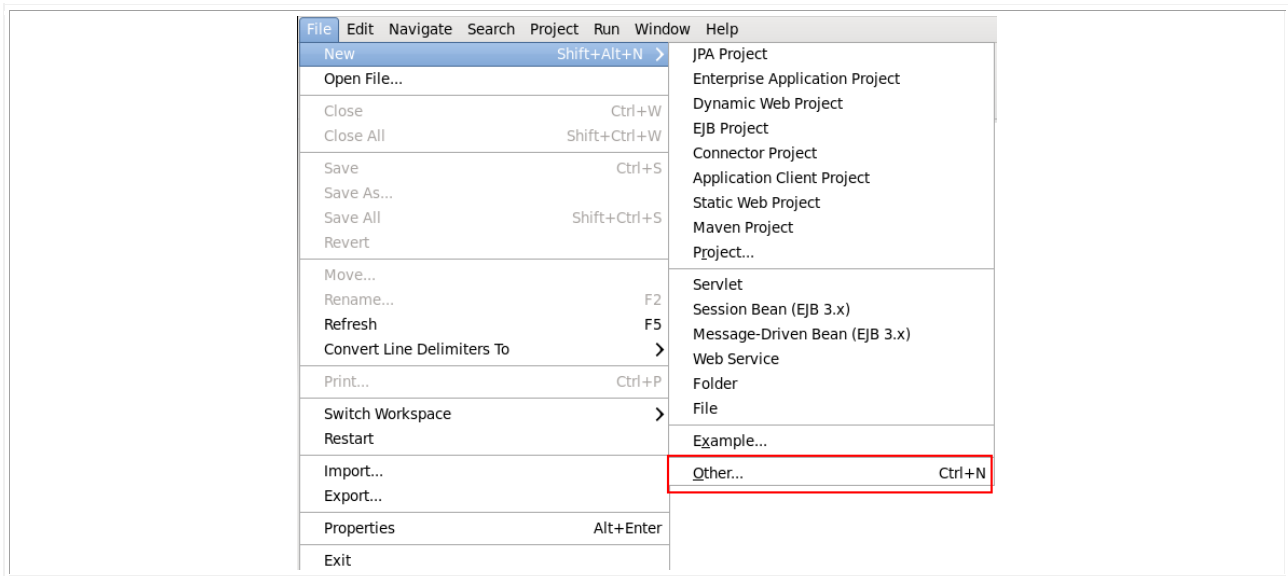 File Edit Navigate Search Project Run Window Help
New Shift+Alt+N
Open File...
Close Ctrl+W
Close All Shift+Ctrl+W
Save Ctrl+S
Save As...
Save All Shift+Ctrl+S
Revert
Move...
Rename... F2
Refresh F5
Convert Line Delimiters To
Print... Ctrl+P
Switch Workspace
Restart
Import...
Export...
Properties Alt+Enter
Exit
JPA Project
Enterprise Application Project
Dynamic Web Project
EJB Project
Connector Project
Application Client Project
Static Web Project
Maven Project
Project...
Servlet
Session Bean (EJB 3.x)
Message-Driven Bean (EJB 3.x)
Web Service
Folder
File
Example...
Other... Ctrl+N